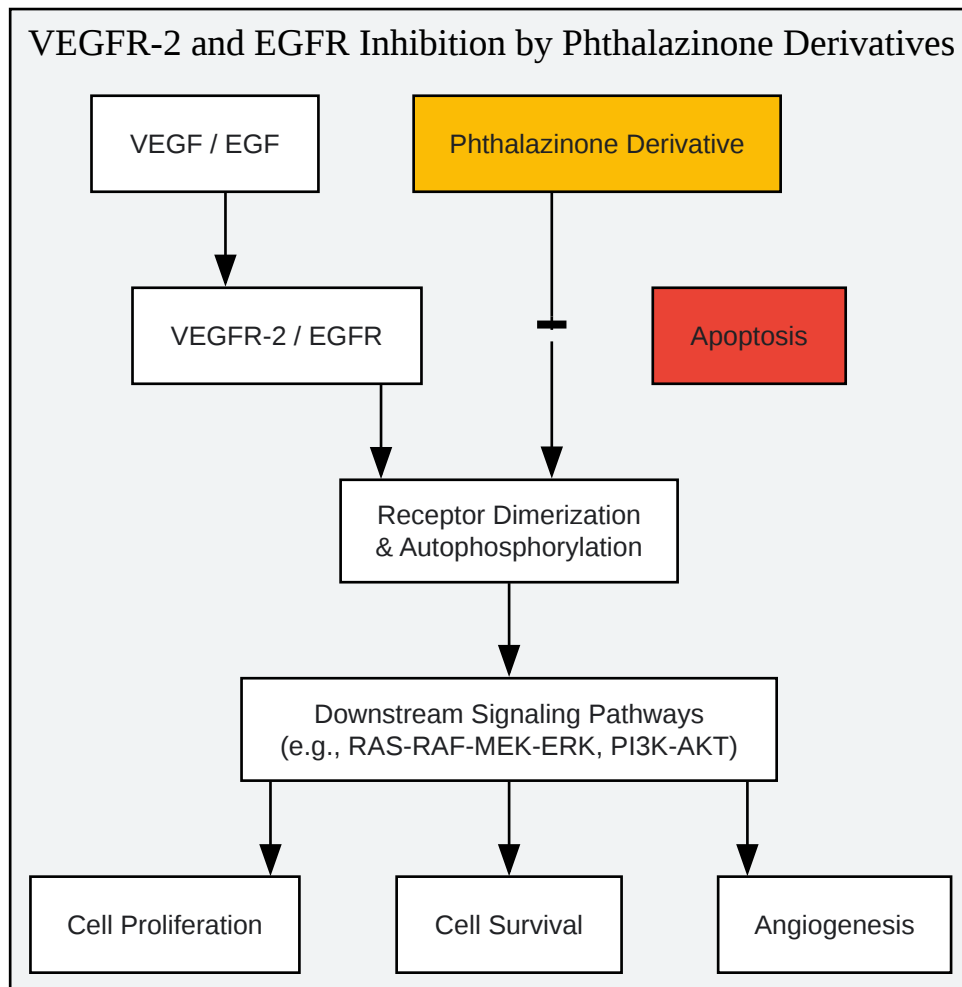 VEGFR-2 and EGFR Inhibition by Phthalazinone Derivatives
VEGF / EGF
Phthalazinone Derivative
VEGFR-2 / EGFR
Apoptosis
Receptor Dimerization
& Autophosphorylation
Downstream Signaling Pathways
(e.g., RAS-RAF-MEK-ERK, PI3K-AKT)
Cell Proliferation
Cell Survival
Angiogenesis